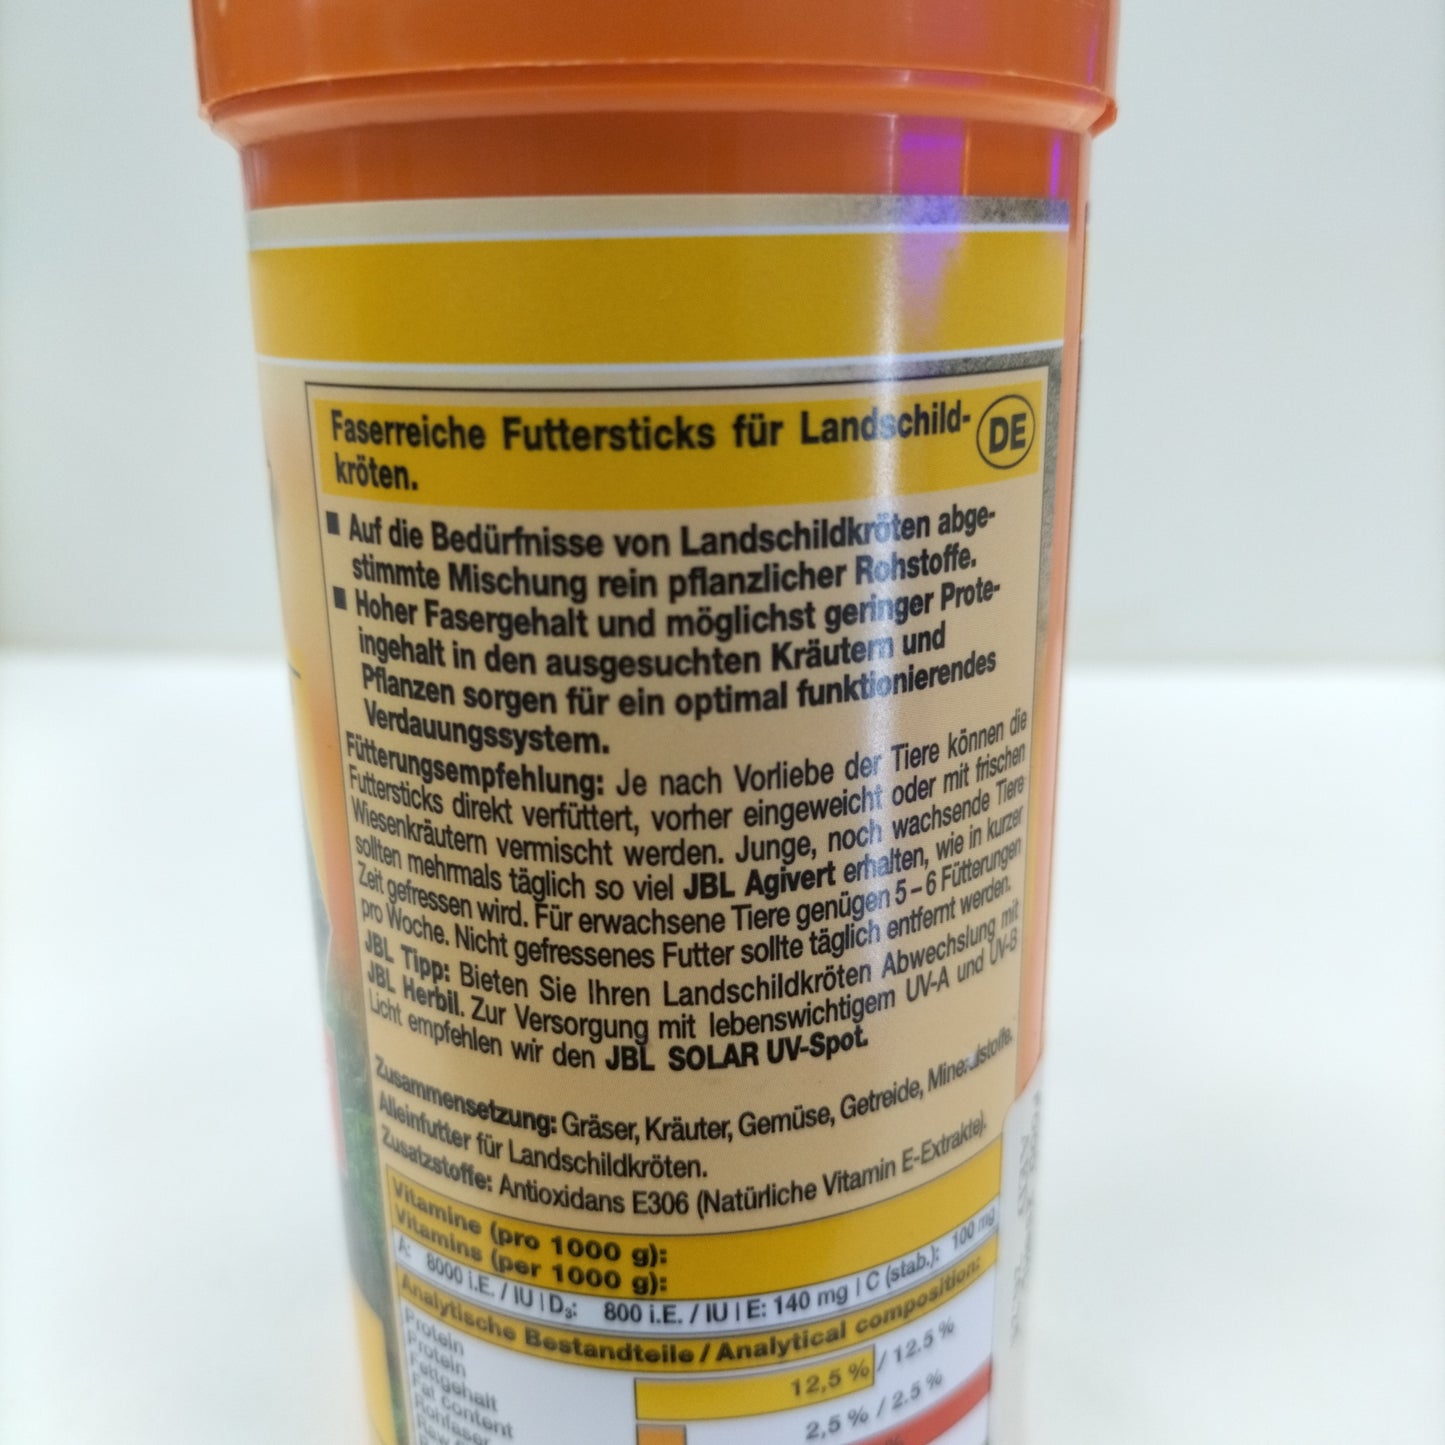 Faserreiche Futtersticks für Landschild-
kröten.
DE
■ Auf die Bedürfnisse von Landschildkröten abge-
stimmte Mischung rein pflanzlicher Rohstoffe.
■ Hoher Fasergehalt und möglichst geringer Prote-
ingehalt in den ausgesuchten Kräutern und
Pflanzen sorgen für ein optimal funktionierendes
Verdauungssystem.
Fütterungsempfehlung: Je nach Vorliebe der Tiere können die
Futtersticks direkt verfüttert, vorher eingeweicht oder mit frischen
Wiesenkräutern vermischt werden. Junge, noch wachsende Tiere
sollten mehrmals täglich so viel JBL Agivert erhalten, wie in kurzer
Zeit gefressen wird. Für erwachsene Tiere genügen 5–6 Fütterungen
pro Woche. Nicht gefressenes Futter sollte täglich entfernt werden.
JBL Tipp: Bieten Sie Ihren Landschildkröten Abwechslung mit
JBL Herbil. Zur Versorgung mit lebenswichtigem UV-A und UV-B
Licht empfehlen wir den JBL SOLAR UV-Spot.
Zusammensetzung: Gräser, Kräuter, Gemüse, Getreide, Mineralstoffe.
Alleinfutter für Landschildkröten.
Zusatzstoffe: Antioxidans E306 (Natürliche Vitamin E-Extrakte).
Vitamine (pro 1000 g):
Vitamins (per 1000 g):
A: 8000 i.E. / IU | D₃: 800 i.E. / IU | E: 140 mg | C (stab.): 100 mg
Analytische Bestandteile / Analytical composition:
Protein
Protein
12,5 % / 12.5 %
Fettgehalt
Fat content
2,5 % / 2.5 %
Rohfaser
%